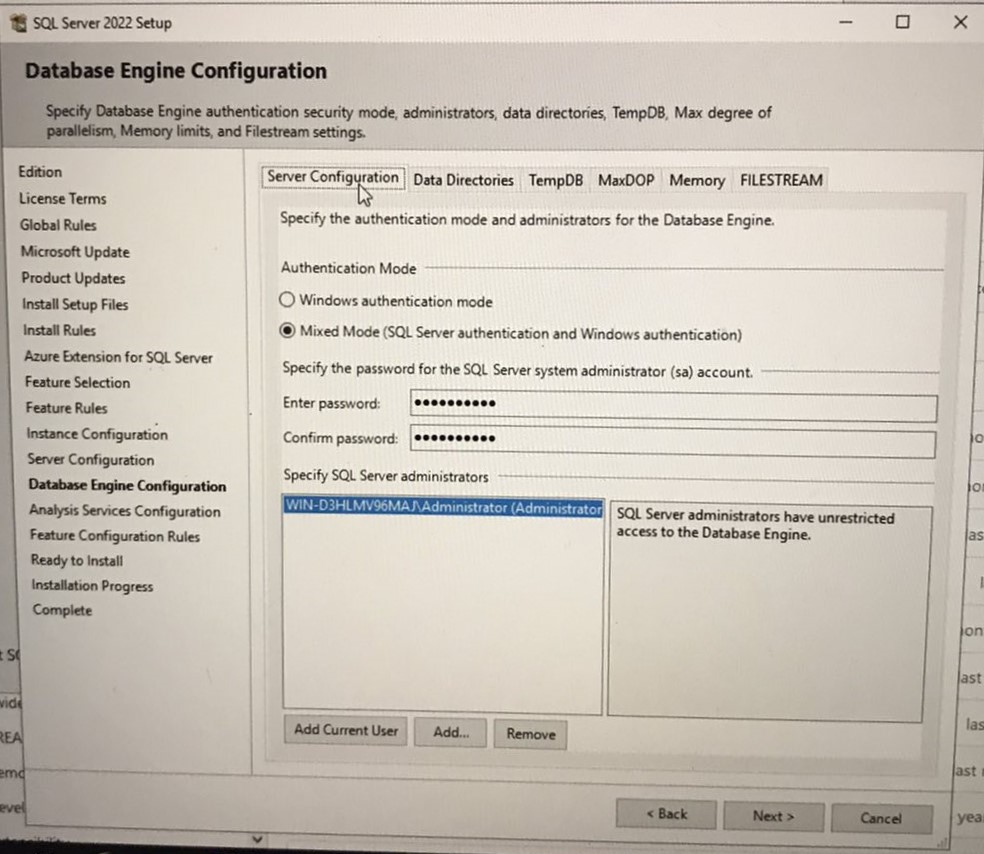 SQL Server 2022 Setup
Database Engine Configuration
Specify Database Engine authentication security mode, administrators, data directories, TempDB, Max degree of
parallelism, Memory limits, and Filestream settings.
Edition
License Terms
Global Rules
Microsoft Update
Product Updates
Install Setup Files
Install Rules
Azure Extension for SQL Server
Feature Selection
Feature Rules
Instance Configuration
Server Configuration
Database Engine Configuration
Analysis Services Configuration
Feature Configuration Rules
Ready to Install
Installation Progress
Complete
Server Configuration Data Directories TempDB MaxDOP Memory FILESTREAM
Specify the authentication mode and administrators for the Database Engine.
Authentication Mode
Windows authentication mode
Mixed Mode (SQL Server authentication and Windows authentication)
Specify the password for the SQL Server system administrator (sa) account.
Enter password: ••••••••••
Confirm password: ••••••••••
Specify SQL Server administrators
WIN-D3HLMV96MAJ\Administrator (Administrator
SQL Server administrators have unrestricted
access to the Database Engine.
Add Current User Add... Remove
< Back Next > Cancel